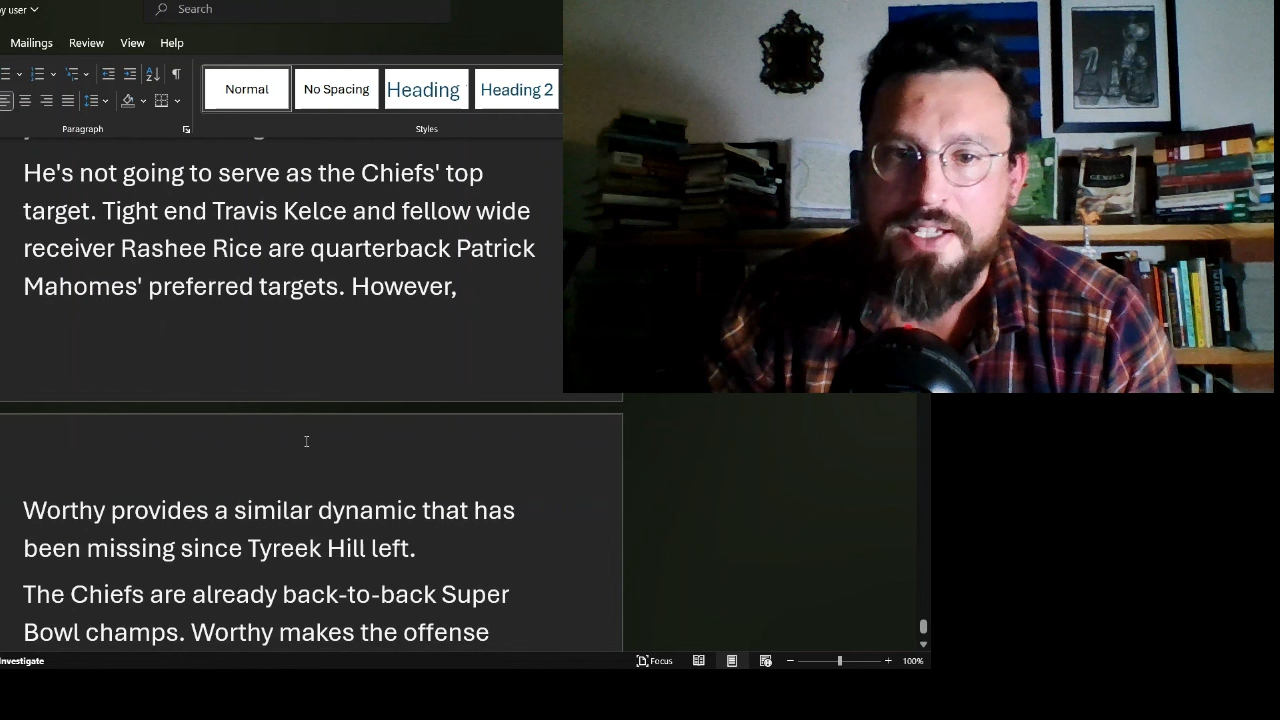 y user
Search
Mailings Review View Help
Normal
No Spacing
Heading
Heading 2
Paragraph
Styles
He's not going to serve as the Chiefs' top
target. Tight end Travis Kelce and fellow wide
receiver Rashee Rice are quarterback Patrick
Mahomes' preferred targets. However,
Worthy provides a similar dynamic that has
been missing since Tyreek Hill left.
The Chiefs are already back-to-back Super
Bowl champs. Worthy makes the offense
Investigate
Focus
100%
GENIUS
MARTIAN